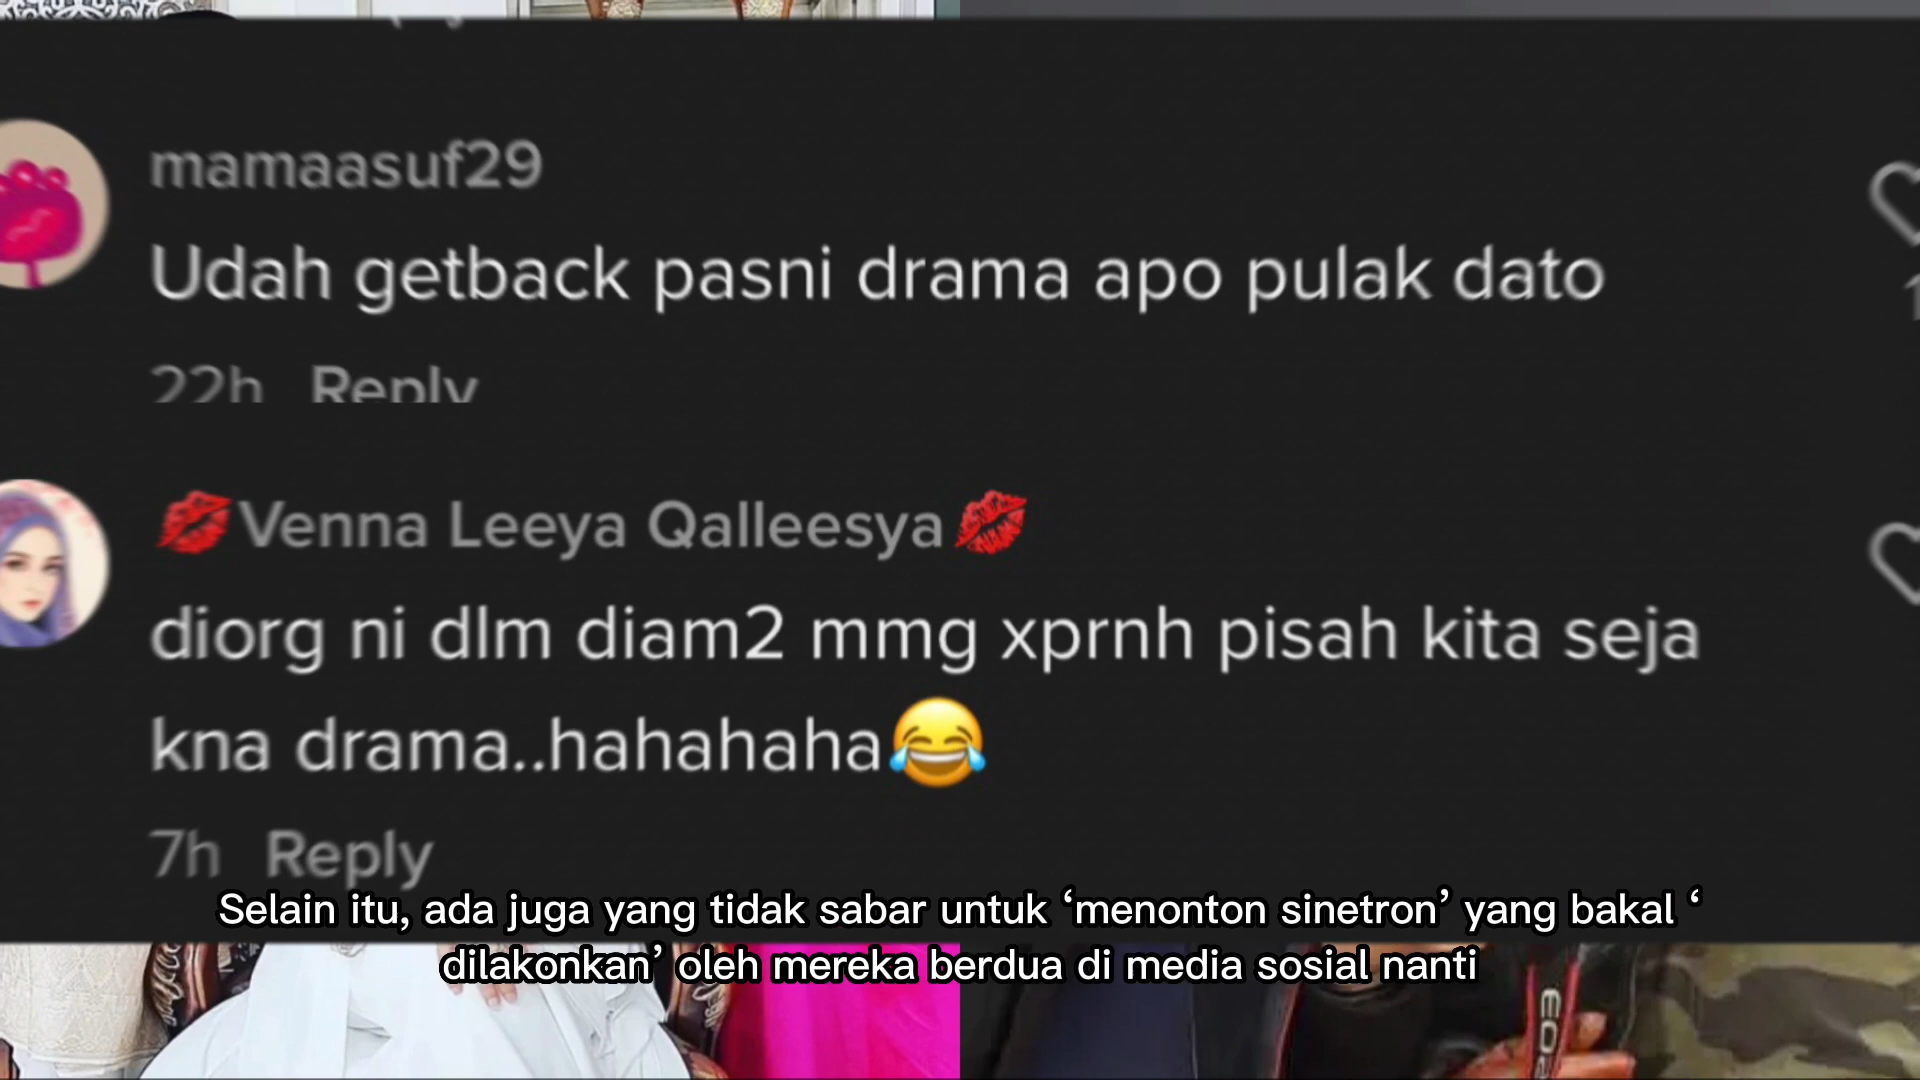 mamaasuf29
Udah getback pasni drama apo pulak dato
22h Reply
💋Venna Leeya Qalleesya💋
diorg ni dlm diam2 mmg xprnh pisah kita seja
kna drama..hahahaha😂
7h Reply
Selain itu, ada juga yang tidak sabar untuk ‘menonton sinetron’ yang bakal ‘
dilakonkan’ oleh mereka berdua di media sosial nanti